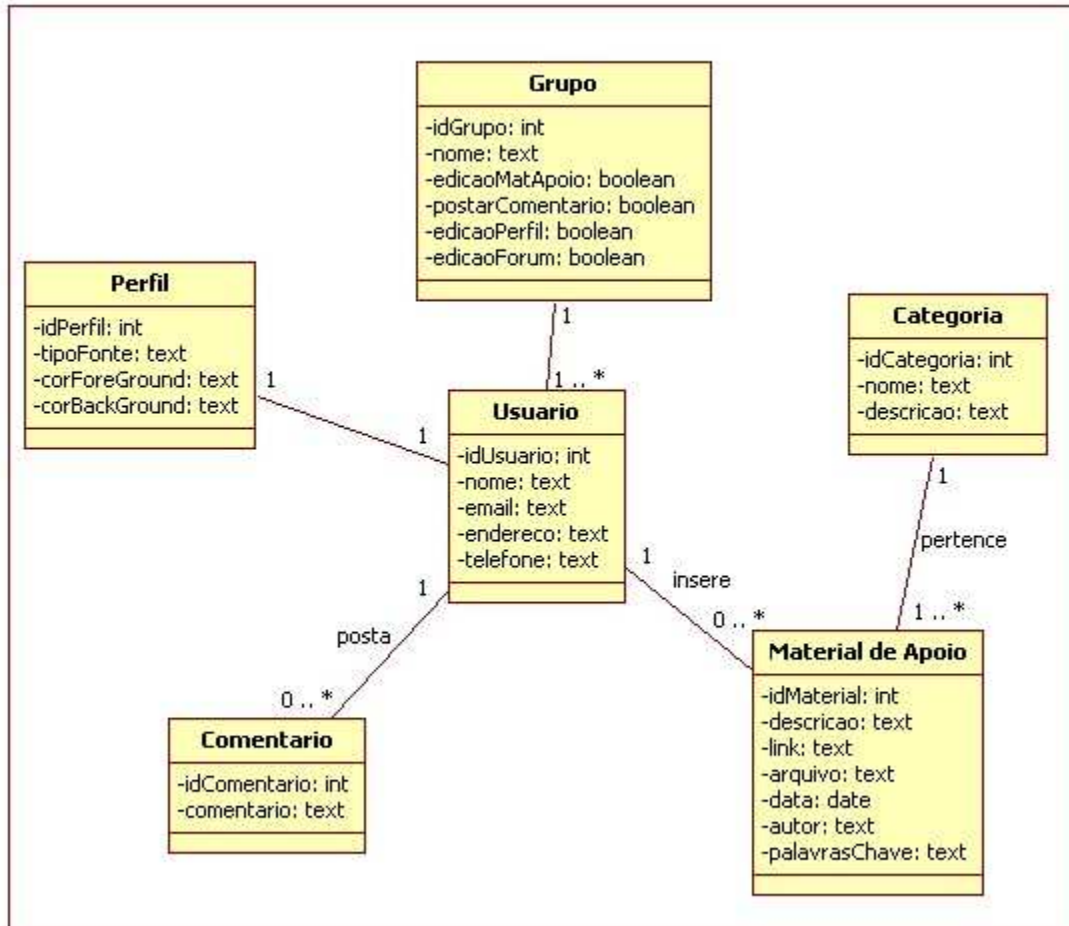 Grupo
-idGrupo: int
-nome: text
-edicaoMatApoio: boolean
-postarComentario: boolean
-edicaoPerfil: boolean
-edicaoForum: boolean
1
1 .. *
Perfil
-idPerfil: int
-tipoFonte: text
-corForeGround: text
-corBackGround: text
1
1
Usuario
-idUsuario: int
-nome: text
-email: text
-endereco: text
-telefone: text
Categoria
-idCategoria: int
-nome: text
-descricao: text
1
pertence
1 .. *
1
insere
0 .. *
1
posta
0 .. *
Comentario
-idComentario: int
-comentario: text
Material de Apoio
-idMaterial: int
-descricao: text
-link: text
-arquivo: text
-data: date
-autor: text
-palavrasChave: text